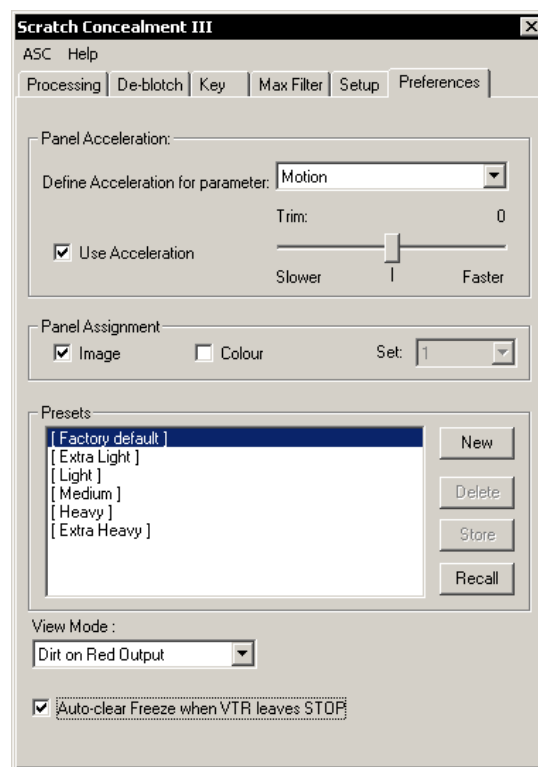 Scratch Concealment III
ASC Help
Processing De-blotch Key Max Filter Setup Preferences
Panel Acceleration:
Define Acceleration for parameter: Motion
Trim: 0
Use Acceleration
Slower Faster
Panel Assignment
Image Colour Set: 1
Presets
[ Factory default ]
[ Extra Light ]
[ Light ]
[ Medium ]
[ Heavy ]
[ Extra Heavy ]
New
Delete
Store
Recall
View Mode :
Dirt on Red Output
Auto-clear Freeze when VTR leaves STOP